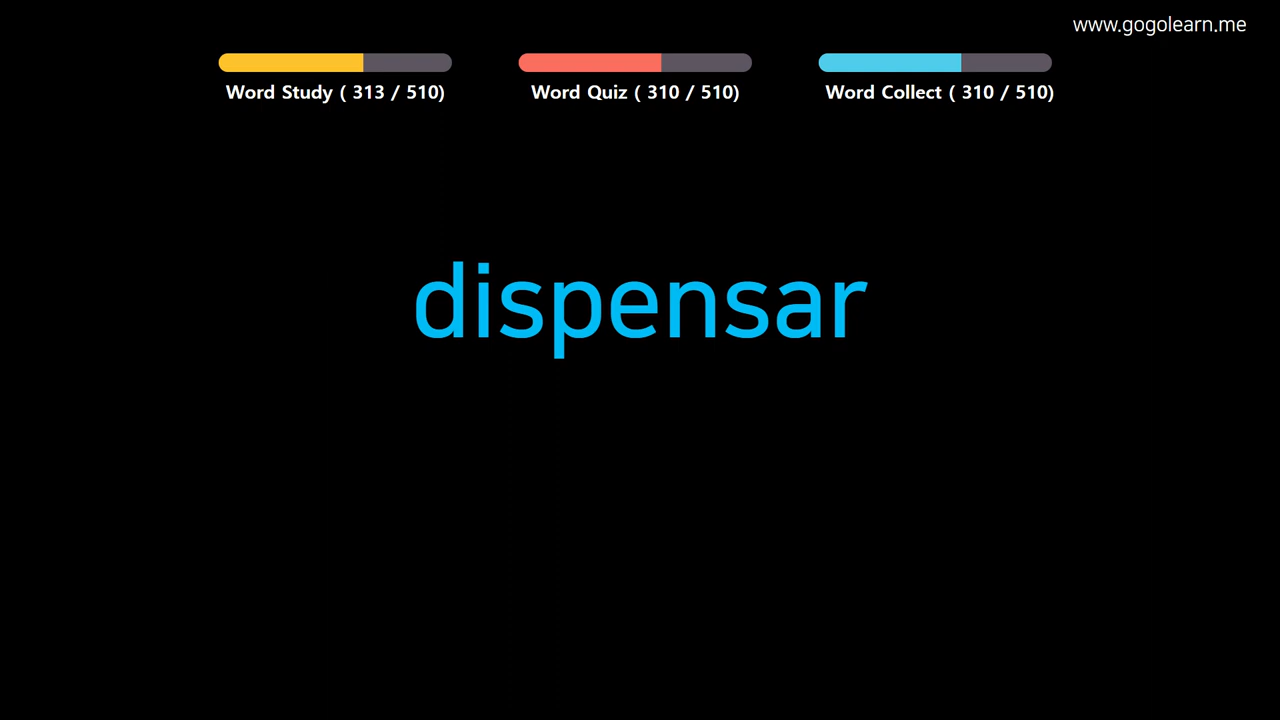 www.gogolearn.me
Word Study ( 313 / 510)
Word Quiz ( 310 / 510)
Word Collect ( 310 / 510)
dispensar